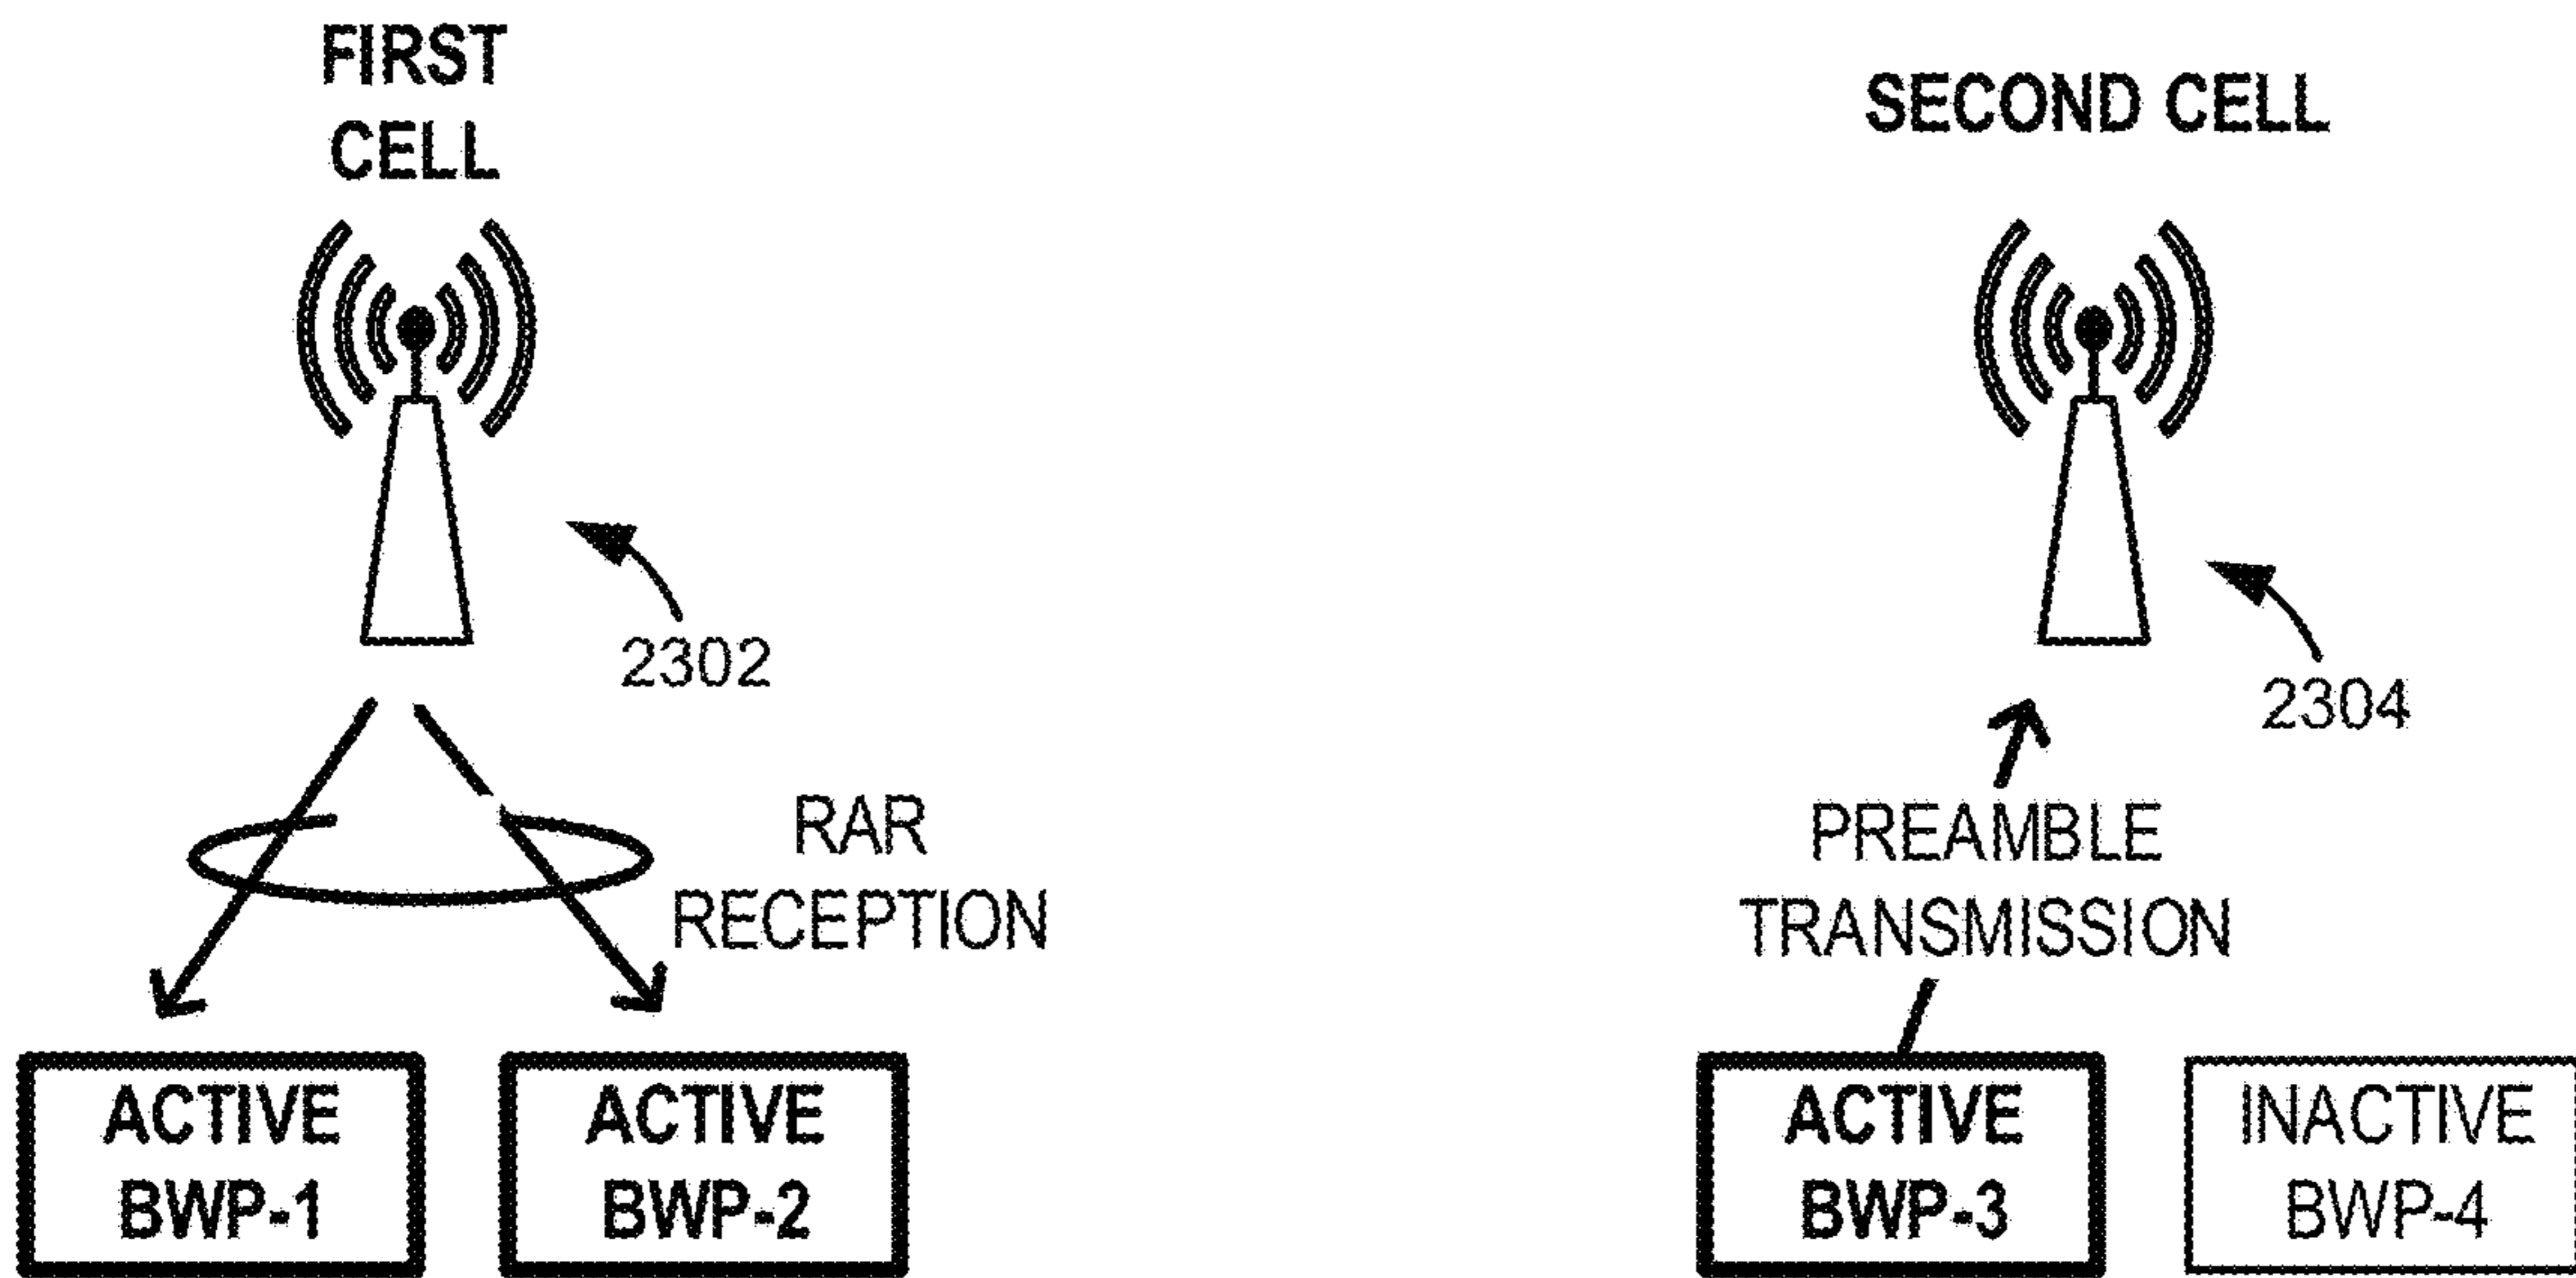 FIRST
CELL
2302
RAR
RECEPTION
ACTIVE
BWP-1
ACTIVE
BWP-2
SECOND CELL
2304
PREAMBLE
TRANSMISSION
ACTIVE
BWP-3
INACTIVE
BWP-4